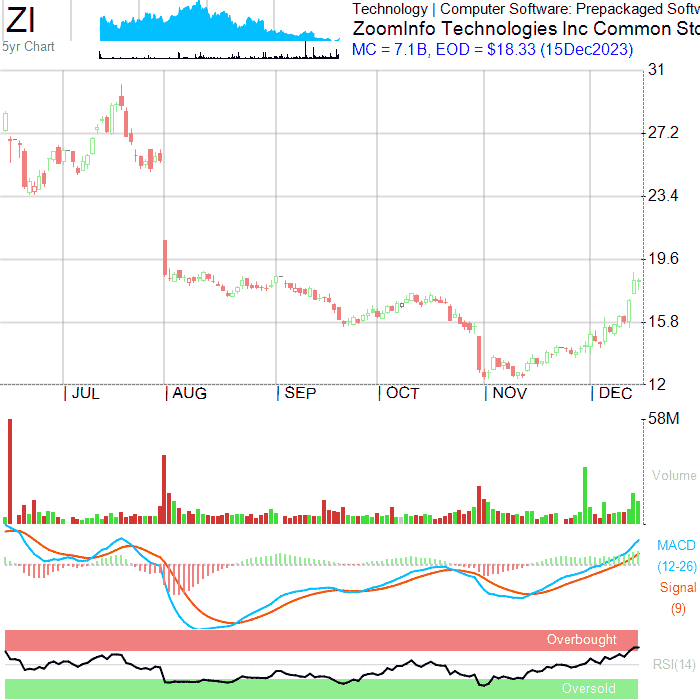 ZI
5yr Chart
Technology | Computer Software: Prepackaged Softw
ZoomInfo Technologies Inc Common Sto
MC = 7.1B, EOD = $18.33 (15Dec2023)
31
27.2
23.4
19.6
15.8
12
| JUL | AUG | SEP | OCT | NOV | DEC
58M
Volume
MACD
(12-26)
Signal
(9)
Overbought
RSI(14)
Oversold